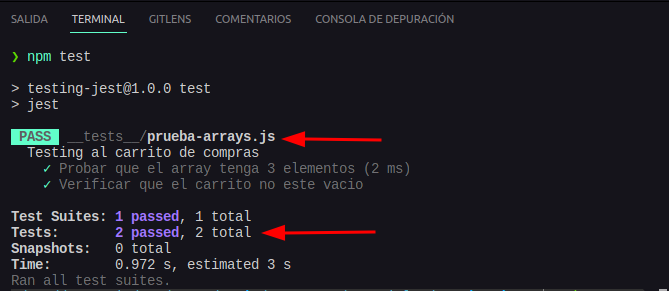 SALIDA TERMINAL GITLENS COMENTARIOS CONSOLA DE DEPURACIÓN
❯ npm test
> testing-jest@1.0.0 test
> jest
PASS __tests__/prueba-arrays.js
Testing al carrito de compras
✓ Probar que el array tenga 3 elementos (2 ms)
✓ Verificar que el carrito no este vacio
Test Suites: 1 passed, 1 total
Tests: 2 passed, 2 total
Snapshots: 0 total
Time: 0.972 s, estimated 3 s
Ran all test suites.